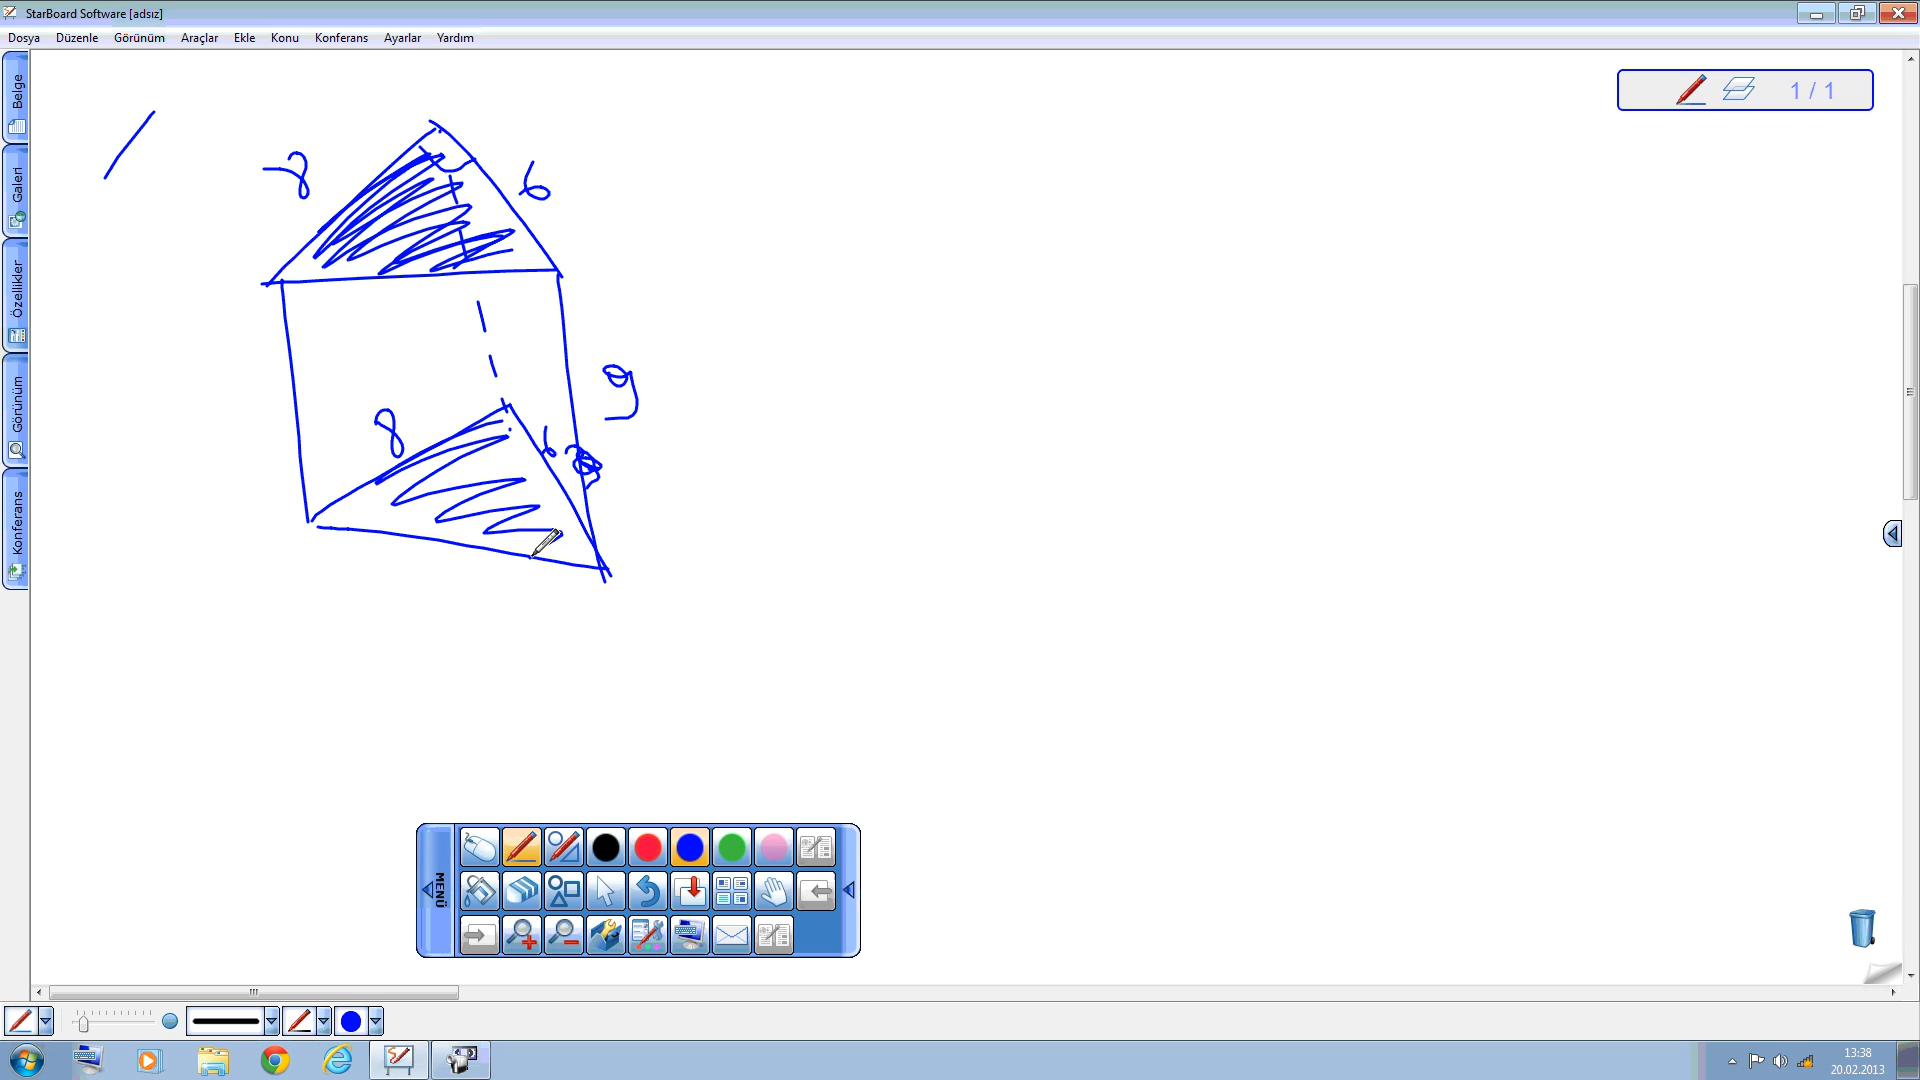 StarBoard Software [adsız]
Dosya Düzenle Görünüm Araçlar Ekle Konu Konferans Ayarlar Yardım
Belge
Galeri
Özellikler
Görünüm
Konferans
1 / 1
8 6
9
8 6
MENÜ
13:38
20.02.2013